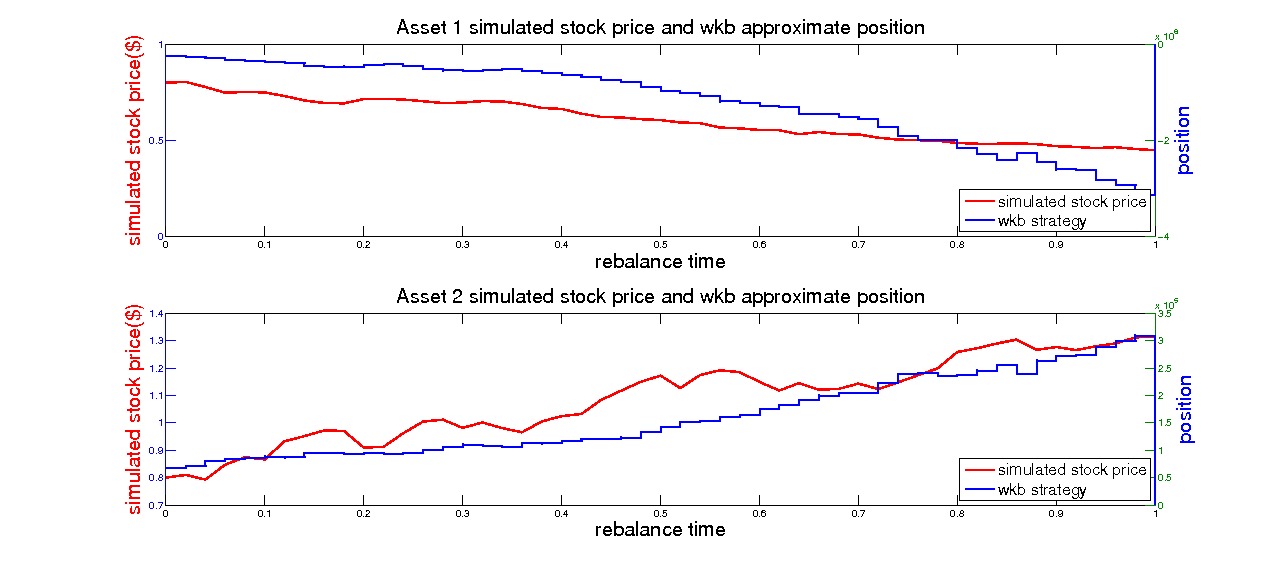 Asset 1 simulated stock price and wkb approximate position
simulated stock price($)
1
0.5
0
0
-2
-4
position
simulated stock price
wkb strategy
0 0.1 0.2 0.3 0.4 0.5 0.6 0.7 0.8 0.9 1
rebalance time
Asset 2 simulated stock price and wkb approximate position
simulated stock price($)
1.4
1.3
1.2
1.1
1
0.9
0.8
0.7
3.5
3
2.5
2
1.5
1
0.5
0
position
simulated stock price
wkb strategy
0 0.1 0.2 0.3 0.4 0.5 0.6 0.7 0.8 0.9 1
rebalance time